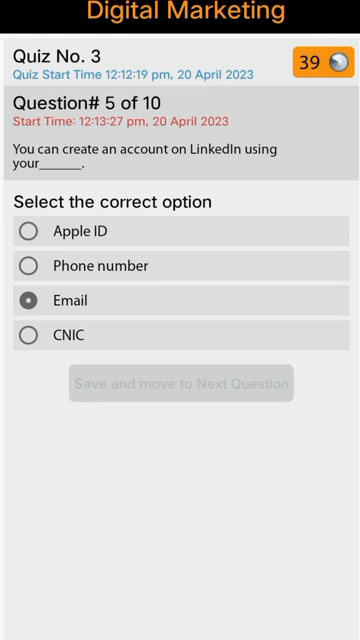 Digital Marketing
Quiz No. 3
39
Quiz Start Time 12:12:19 pm, 20 April 2023
Question# 5 of 10
Start Time: 12:13:27 pm, 20 April 2023
You can create an account on LinkedIn using
your______.
Select the correct option
Apple ID
Phone number
Email
CNIC
Save and move to Next Question